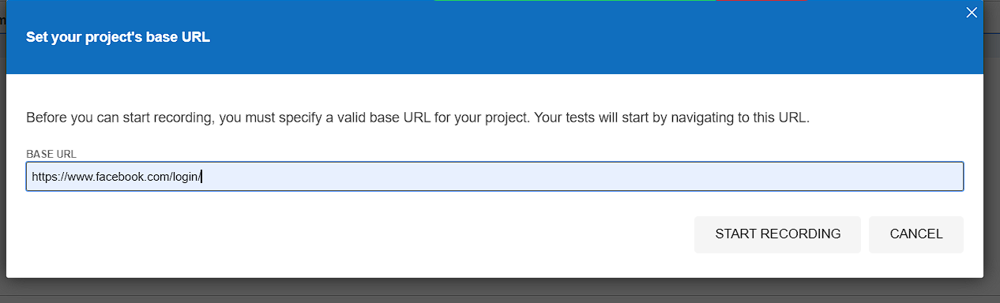 Set your project's base URL
Before you can start recording, you must specify a valid base URL for your project. Your tests will start by navigating to this URL.
BASE URL
https://www.facebook.com/login/
START RECORDING
CANCEL